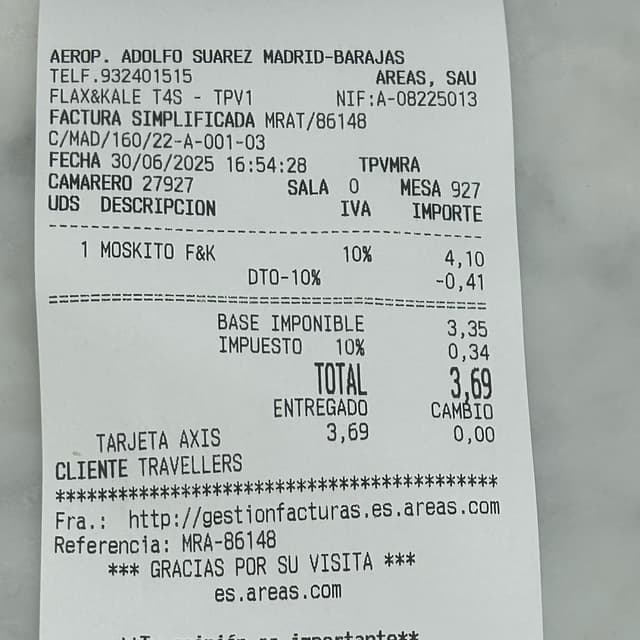 AEROP. ADOLFO SUAREZ MADRID-BARAJAS
TELF.932401515 AREAS, SAU
FLAX&KALE T4S - TPV1 NIF:A-08225013
FACTURA SIMPLIFICADA MRAT/86148
C/MAD/160/22-A-001-03
FECHA 30/06/2025 16:54:28 TPVMRA
CAMARERO 27927 SALA 0 MESA 927
UDS DESCRIPCION IVA IMPORTE
----------------------------------------
1 MOSKITO F&K 10% 4,10
DTO-10% -0,41
========================================
BASE IMPONIBLE 3,35
IMPUESTO 10% 0,34
TOTAL 3,69
ENTREGADO CAMBIO
TARJETA AXIS 3,69 0,00
CLIENTE TRAVELLERS
****************************************
Fra.: http://gestionfacturas.es.areas.com
Referencia: MRA-86148
*** GRACIAS POR SU VISITA ***
es.areas.com
importante**